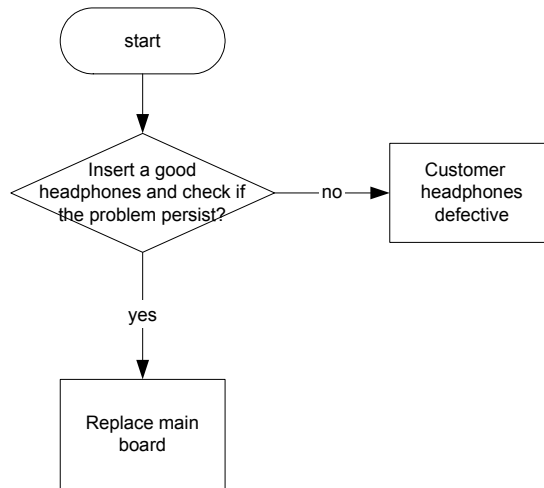 start
Insert a good
headphones and check if
the problem persist?
no
Customer
headphones
defective
yes
Replace main
board